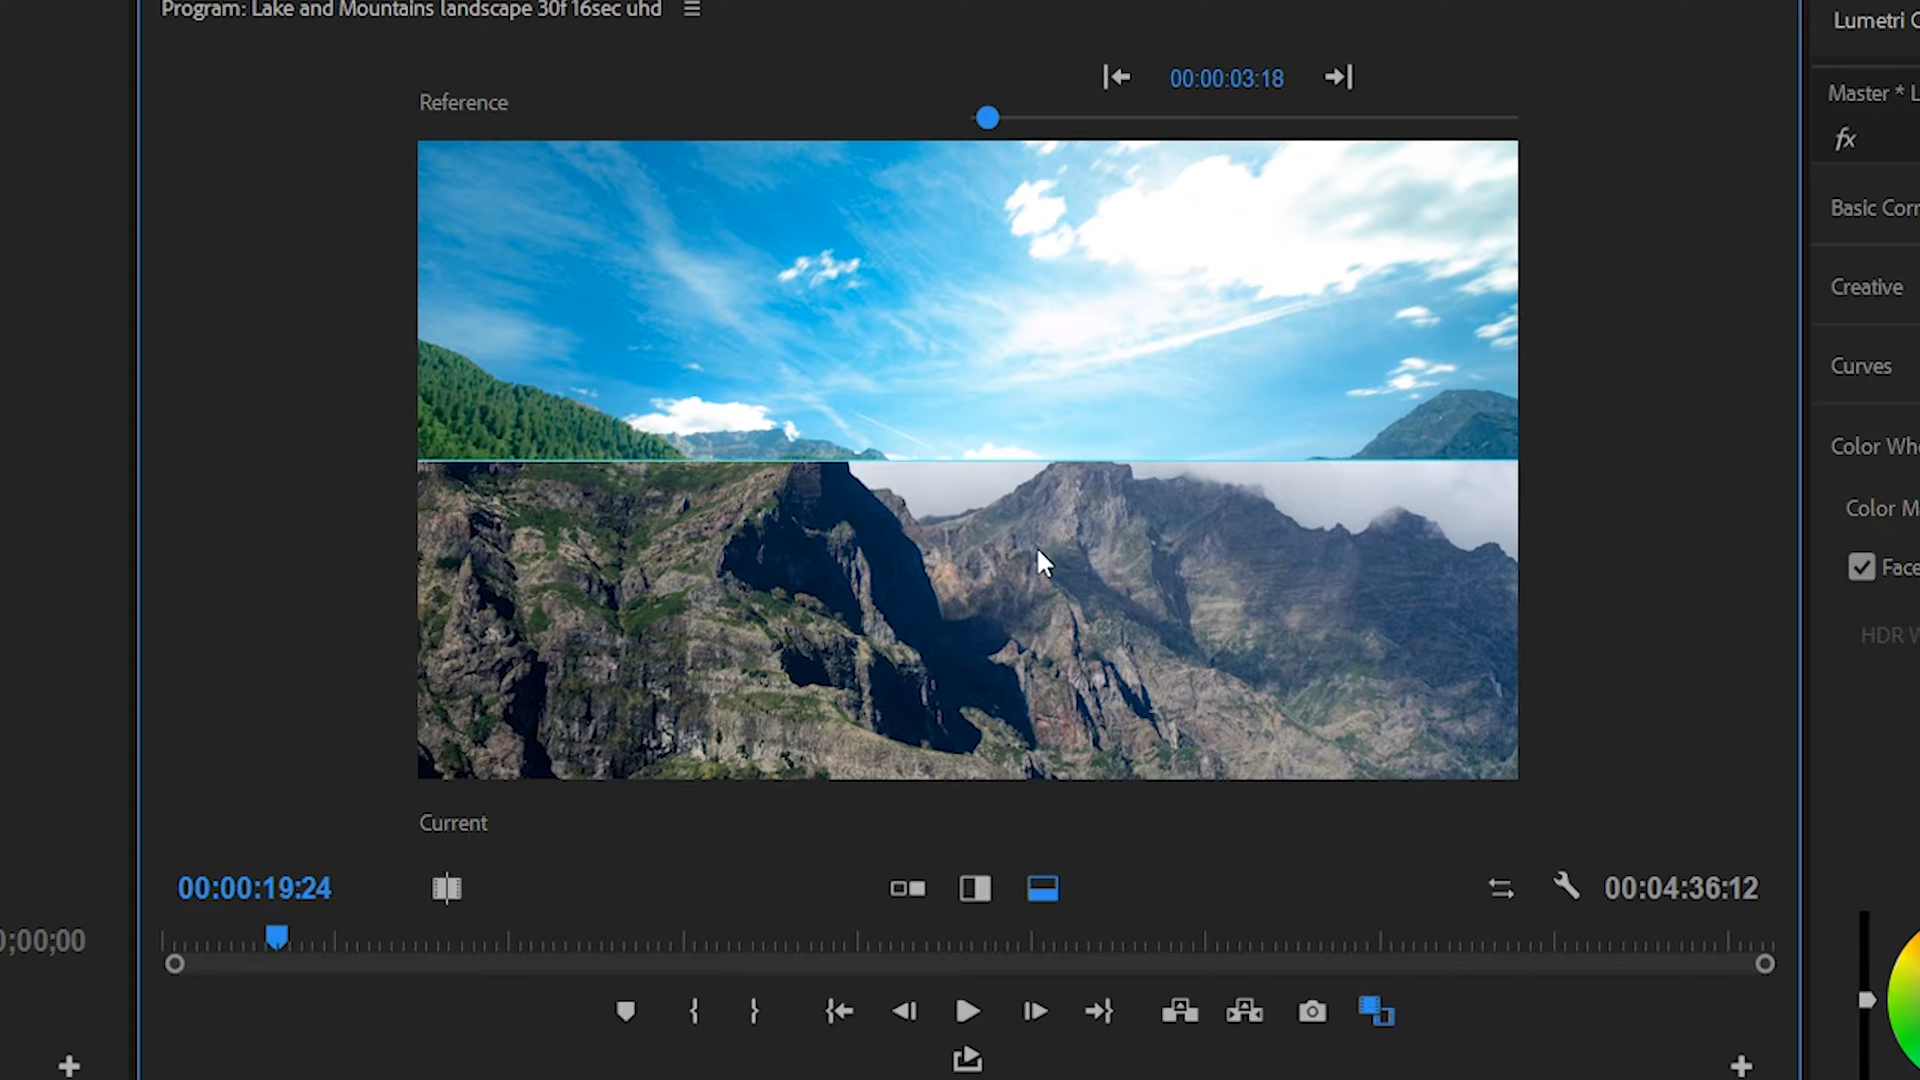 Program: Lake and Mountains landscape 30f 16sec uhd
Lumetri C
00:00:03:18
Reference
Master * L
fx
Basic Corr
Creative
Curves
Color Whe
Color M
Face
HDR W
Current
00:00:19:24
00:04:36:12
0;00;00